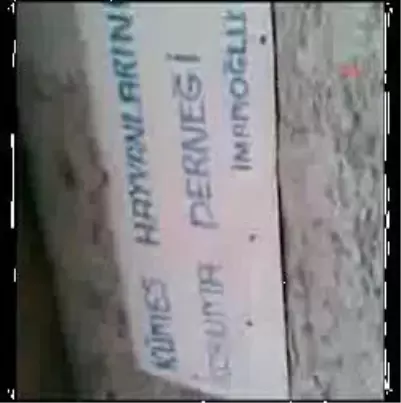 KÜMES HAYVANLARINI
KORUMA DERNEĞİ
İMAMOĞLU